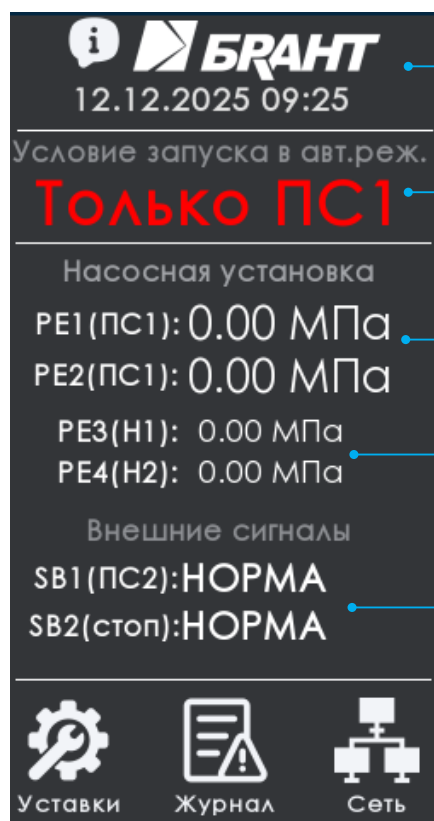 БРАНТ
12.12.2025 09:25
Условие запуска в авт.реж.
Только ПС1
Насосная установка
PE1(ПС1): 0.00 МПа
PE2(ПС1): 0.00 МПа
PE3(Н1): 0.00 МПа
PE4(Н2): 0.00 МПа
Внешние сигналы
SB1(ПС2):НОРМА
SB2(стоп):НОРМА
Уставки Журнал Сеть